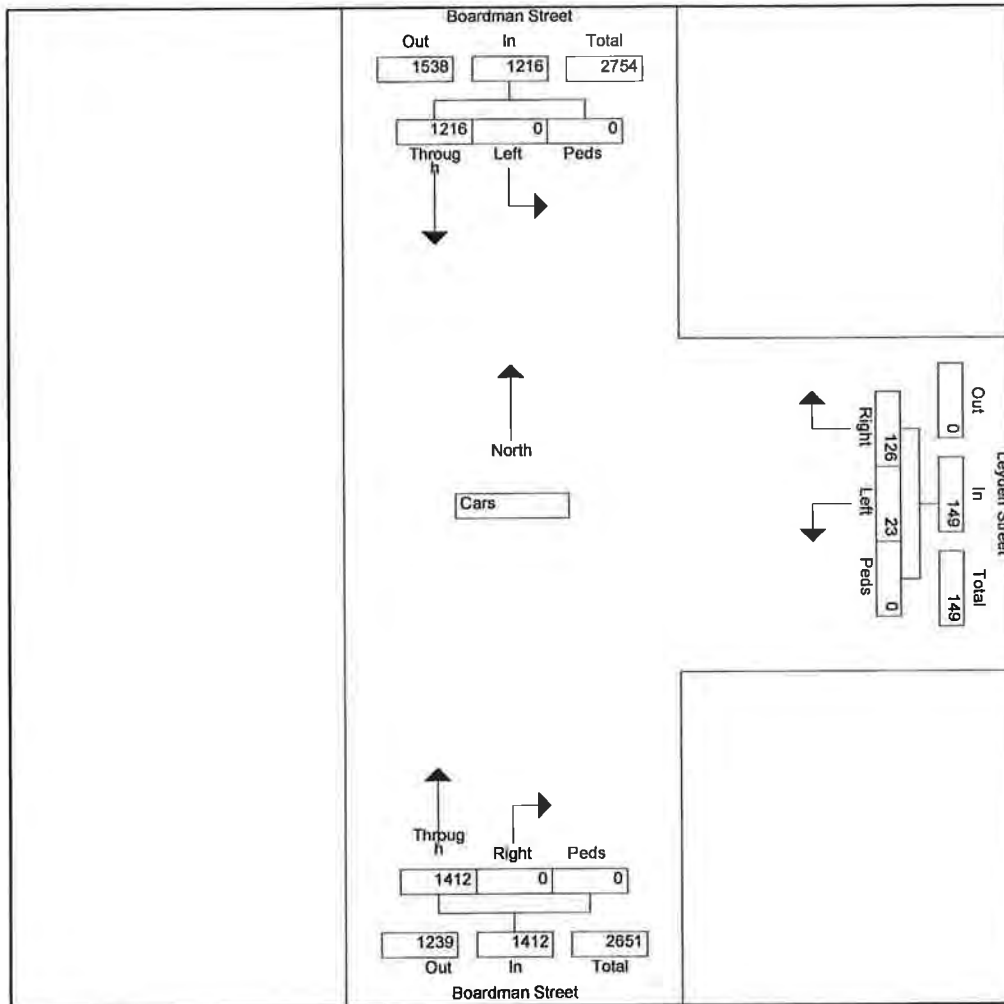 Boardman Street
Out In Total
1538 1216 2754
1216 0 0
Throug
h
Left Peds
North
Cars
Leyden Street
Out In Total
0 149 149
126 23 0
Right Left Peds
Throug
h
Right Peds
1412 0 0
1239 1412 2651
Out In Total
Boardman Street